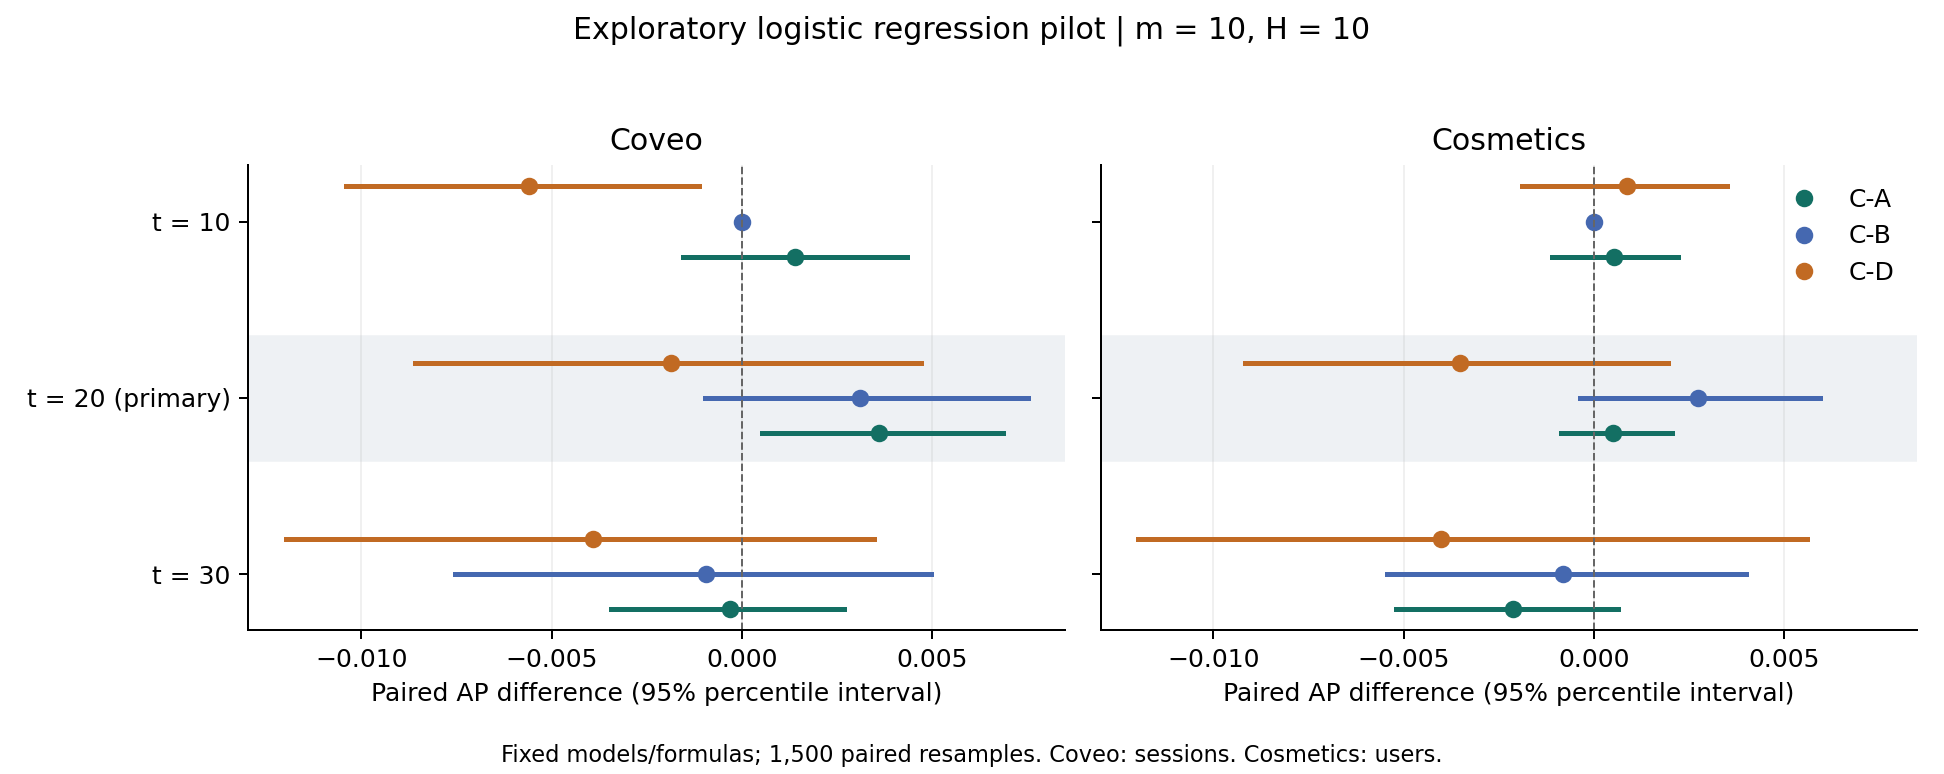 Exploratory logistic regression pilot | m = 10, H = 10
Coveo
Cosmetics
t = 10
t = 20 (primary)
t = 30
C-A
C-B
C-D
−0.010
−0.005
0.000
0.005
−0.010
−0.005
0.000
0.005
Paired AP difference (95% percentile interval)
Paired AP difference (95% percentile interval)
Fixed models/formulas; 1,500 paired resamples. Coveo: sessions. Cosmetics: users.